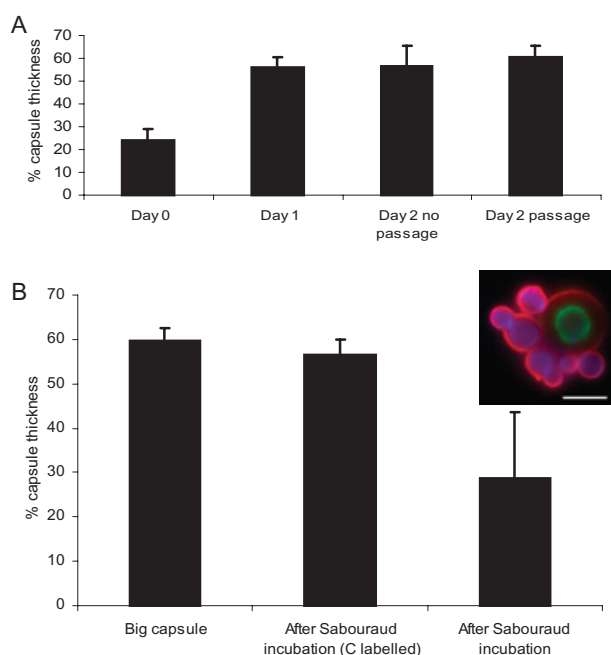 A
% capsule thickness
70
60
50
40
30
20
10
0
Day 0
Day 1
Day 2 no
passage
Day 2 passage
B
% capsule thickness
70
60
50
40
30
20
10
0
Big capsule
After Sabouraud
incubation (C labelled)
After Sabouraud
incubation